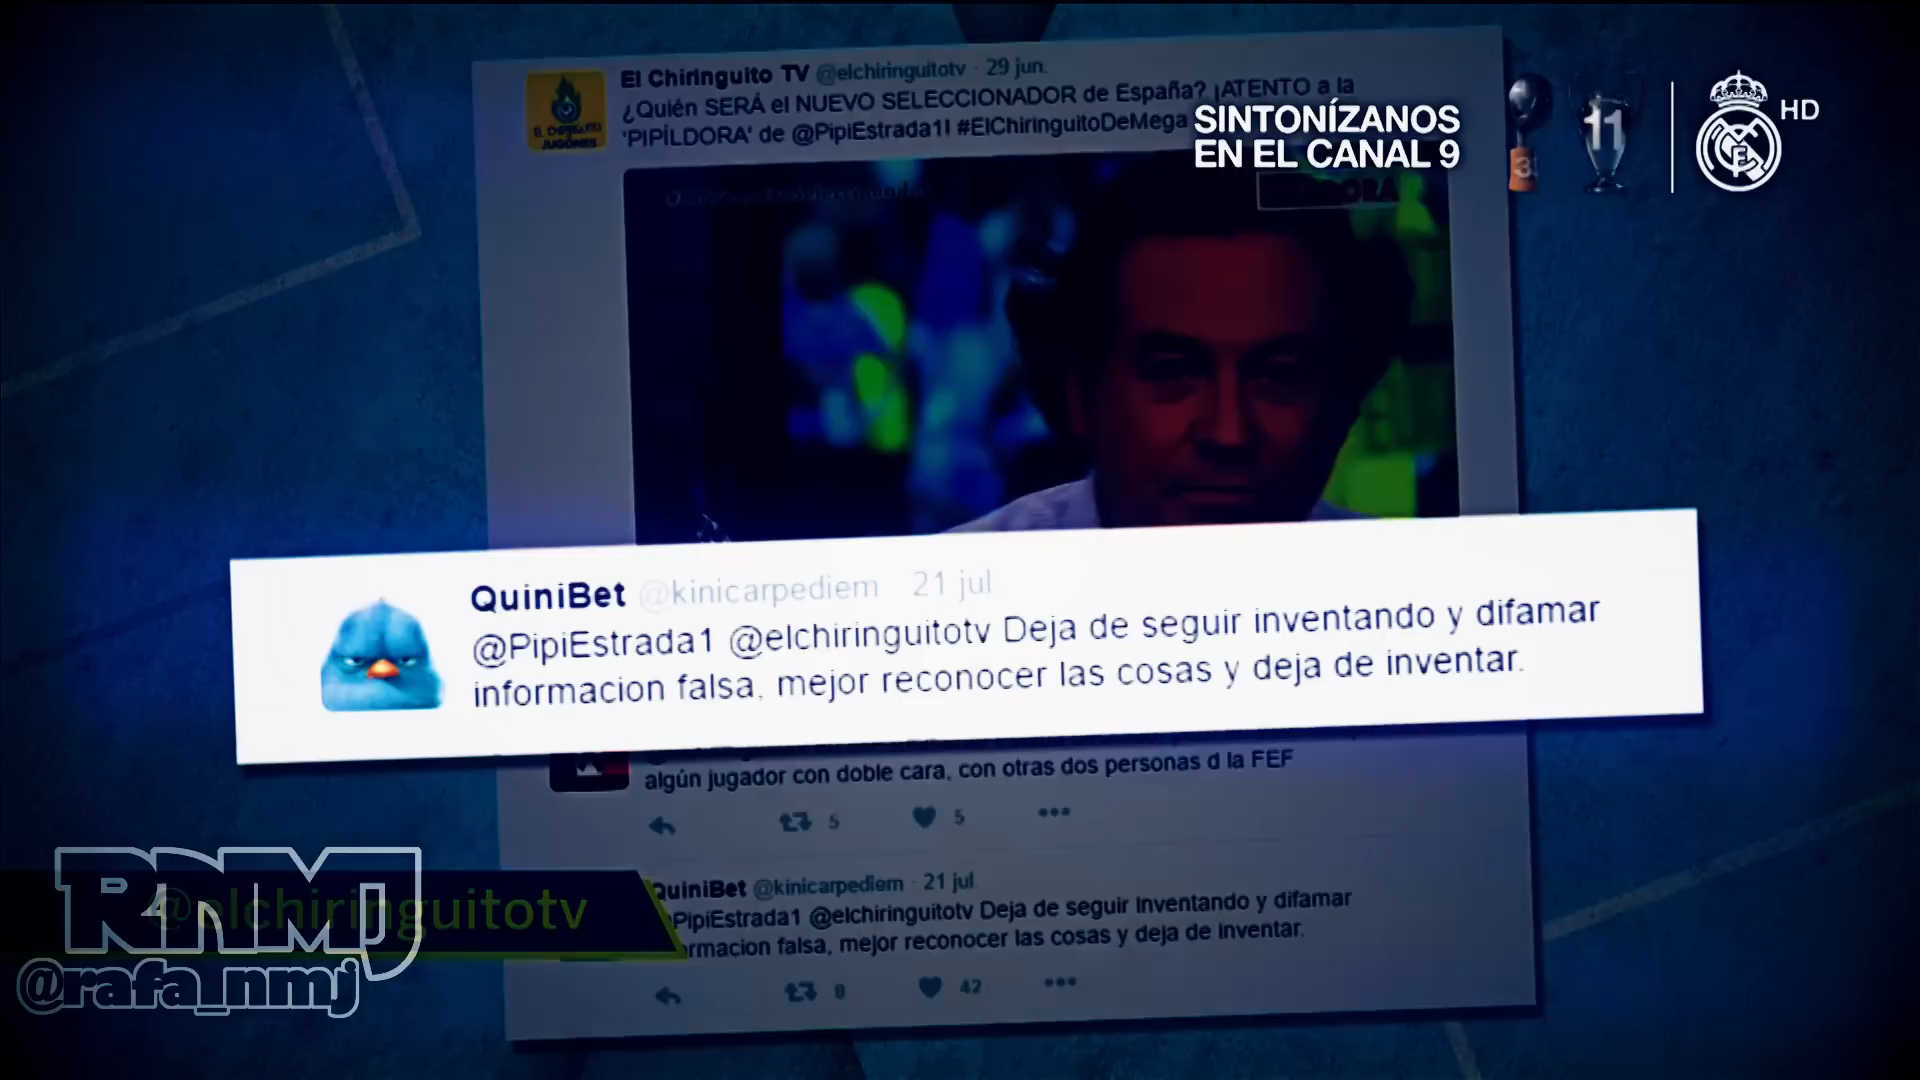 El Chiringuito TV @elchiringuitotv · 29 jun.
¿Quién SERÁ el NUEVO SELECCIONADOR de España? ¡ATENTO a la
'PIPÍLDORA' de @PipiEstrada1! #ElChiringuitoDeMega
SINTONÍZANOS
EN EL CANAL 9
11
HD
QuiniBet @kinicarpediem 21 jul
@PipiEstrada1 @elchiringuitotv Deja de seguir inventando y difamar
informacion falsa, mejor reconocer las cosas y deja de inventar.
algún jugador con doble cara, con otras dos personas d la FEF
5 5
QuiniBet @kinicarpediem · 21 jul
PipiEstrada1 @elchiringuitotv Deja de seguir inventando y difamar
rmacion falsa, mejor reconocer las cosas y deja de inventar.
8 42
@elchiringuitotv
RNMJ
@rafa_nmj